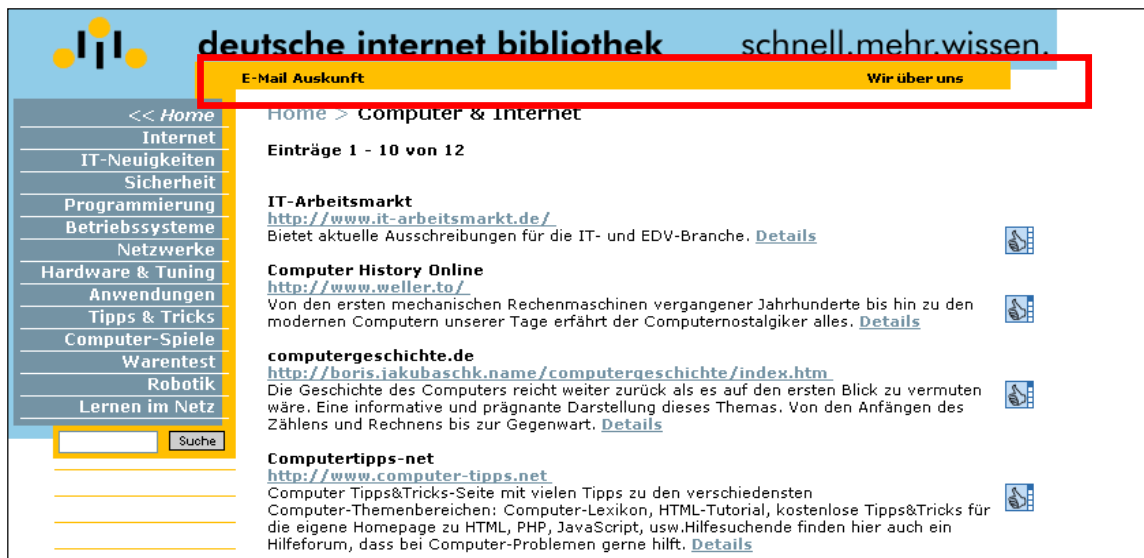 deutsche internet bibliothek schnell.mehr.wissen.
E-Mail Auskunft Wir über uns
<< Home
Internet
IT-Neuigkeiten
Sicherheit
Programmierung
Betriebssysteme
Netzwerke
Hardware & Tuning
Anwendungen
Tipps & Tricks
Computer-Spiele
Warentest
Robotik
Lernen im Netz
Suche
Home > Computer & Internet
Einträge 1 - 10 von 12
IT-Arbeitsmarkt
http://www.it-arbeitsmarkt.de/
Bietet aktuelle Ausschreibungen für die IT- und EDV-Branche. Details
Computer History Online
http://www.weller.to/
Von den ersten mechanischen Rechenmaschinen vergangener Jahrhunderte bis hin zu den
modernen Computern unserer Tage erfährt der Computernostalgiker alles. Details
computergeschichte.de
http://boris.jakubaschk.name/computergeschichte/index.htm
Die Geschichte des Computers reicht weiter zurück als es auf den ersten Blick zu vermuten
wäre. Eine informative und prägnante Darstellung dieses Themas. Von den Anfängen des
Zählens und Rechnens bis zur Gegenwart. Details
Computertipps-net
http://www.computer-tipps.net
Computer Tipps&Tricks-Seite mit vielen Tipps zu den verschiedensten
Computer-Themenbereichen: Computer-Lexikon, HTML-Tutorial, kostenlose Tipps&Tricks für
die eigene Homepage zu HTML, PHP, JavaScript, usw.Hilfesuchende finden hier auch ein
Hilfeforum, dass bei Computer-Problemen gerne hilft. Details